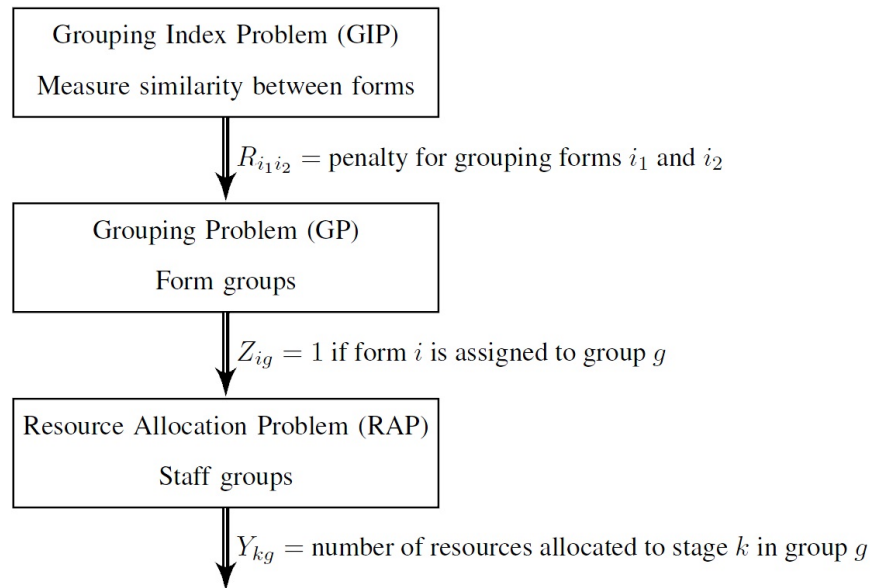 Grouping Index Problem (GIP)
Measure similarity between forms
R_{i_1 i_2} = penalty for grouping forms i_1 and i_2
Grouping Problem (GP)
Form groups
Z_{ig} = 1 if form i is assigned to group g
Resource Allocation Problem (RAP)
Staff groups
Y_{kg} = number of resources allocated to stage k in group g